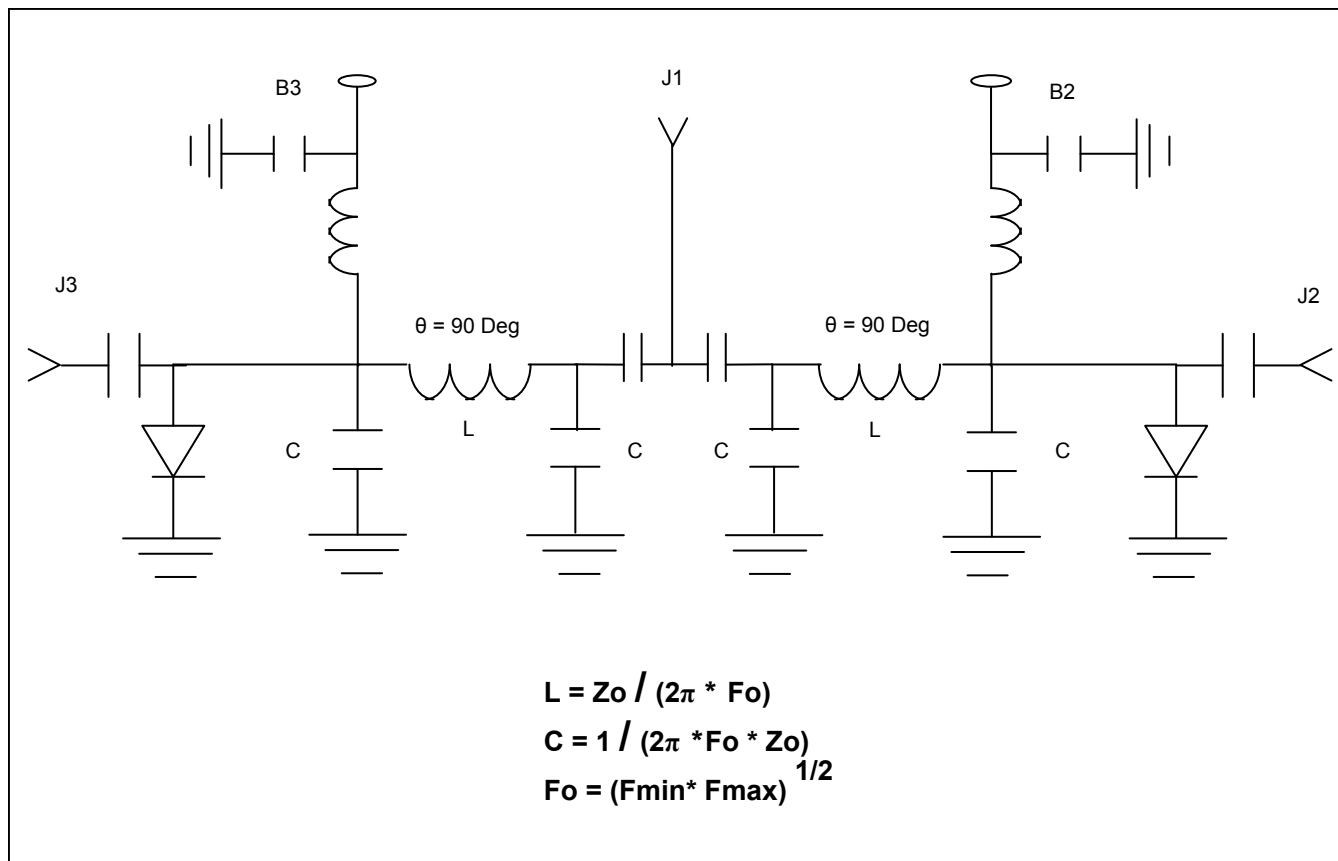 B3
J1
B2
J3
J2
θ = 90 Deg
θ = 90 Deg
L
L
C
C
C
C
L = Zo / (2π * Fo)
C = 1 / (2π *Fo * Zo)
Fo = (Fmin* Fmax) 1/2